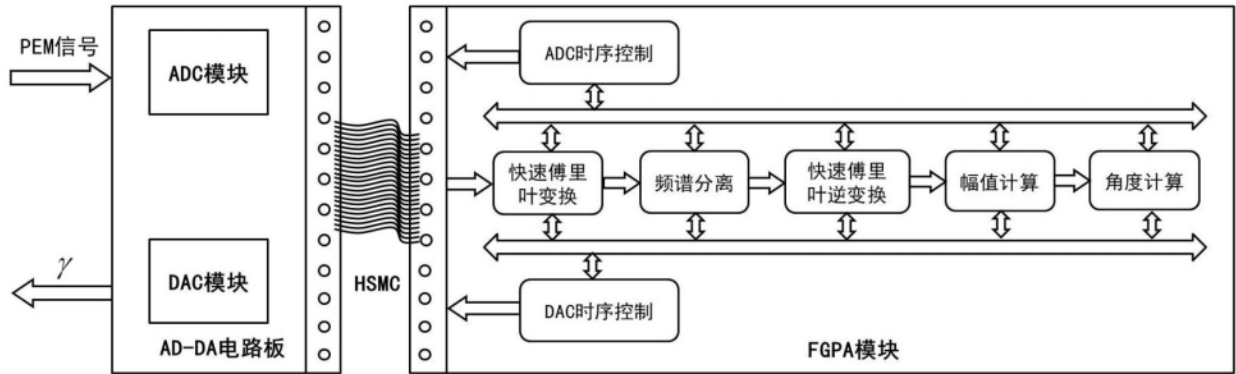 PEM信号
ADC模块
γ
DAC模块
AD-DA电路板
HSMC
ADC时序控制
快速傅里
叶变换
频谱分离
快速傅里
叶逆变换
幅值计算
角度计算
DAC时序控制
FGPA模块